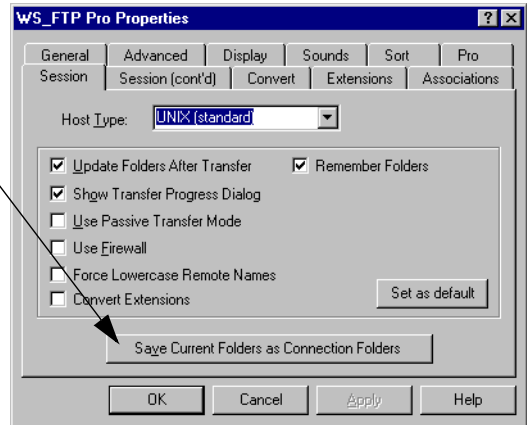 WS_FTP Pro Properties
General Advanced Display Sounds Sort Pro
Session Session (cont'd) Convert Extensions Associations
Host Type: UNIX (standard)
Update Folders After Transfer Remember Folders
Show Transfer Progress Dialog
Use Passive Transfer Mode
Use Firewall
Force Lowercase Remote Names
Convert Extensions Set as default
Save Current Folders as Connection Folders
OK Cancel Apply Help